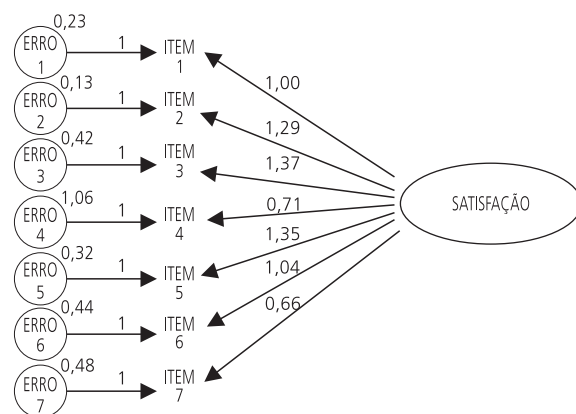 0,23
ERRO
1
1
ITEM
1
1,00
0,13
ERRO
2
1
ITEM
2
1,29
0,42
ERRO
3
1
ITEM
3
1,37
1,06
ERRO
4
1
ITEM
4
0,71
SATISFAÇÃO
0,32
ERRO
5
1
ITEM
5
1,35
0,44
ERRO
6
1
ITEM
6
1,04
0,48
ERRO
7
1
ITEM
7
0,66